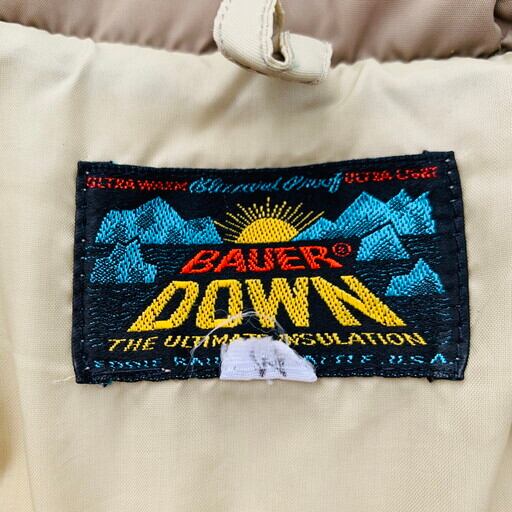 ULTRA WARM Blizzard Proof ULTRA LIGHT
BAUER®
DOWN
THE ULTIMATE INSULATION
U.S.A.
M